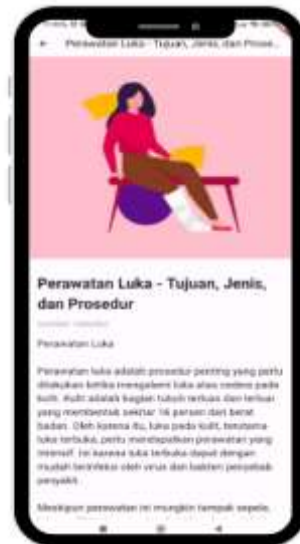 Perawatan Luka - Tujuan, Jenis, dan Prose...
Perawatan Luka - Tujuan, Jenis,
dan Prosedur
Perawatan Luka
Perawatan luka adalah prosedur penting yang perlu
dilakukan ketika mengalami luka atau cedera pada
kulit. Kulit adalah bagian tubuh terluas dan terluar
yang membentuk sekitar 16 persen dari berat
badan. Oleh karena itu, luka pada kulit, terutama
luka terbuka, perlu mendapatkan perawatan yang
intensif. Ini karena luka terbuka dapat dengan
mudah terinfeksi oleh virus dan bakteri penyebab
penyakit.
Meskipun perawatan ini mungkin tampak sepele,